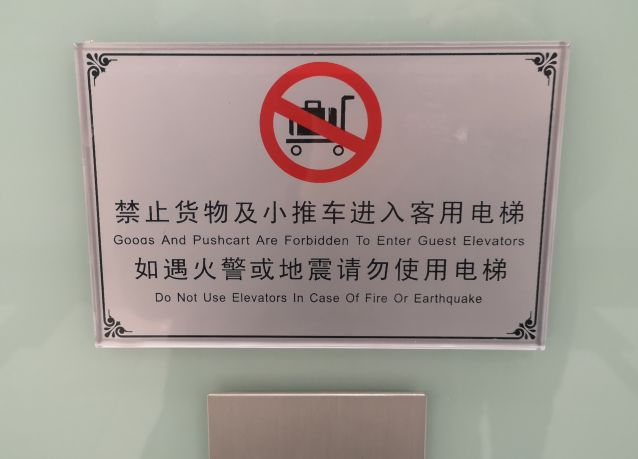 禁止货物及小推车进入客用电梯
Goods And Pushcart Are Forbidden To Enter Guest Elevators
如遇火警或地震请勿使用电梯
Do Not Use Elevators In Case Of Fire Or Earthquake